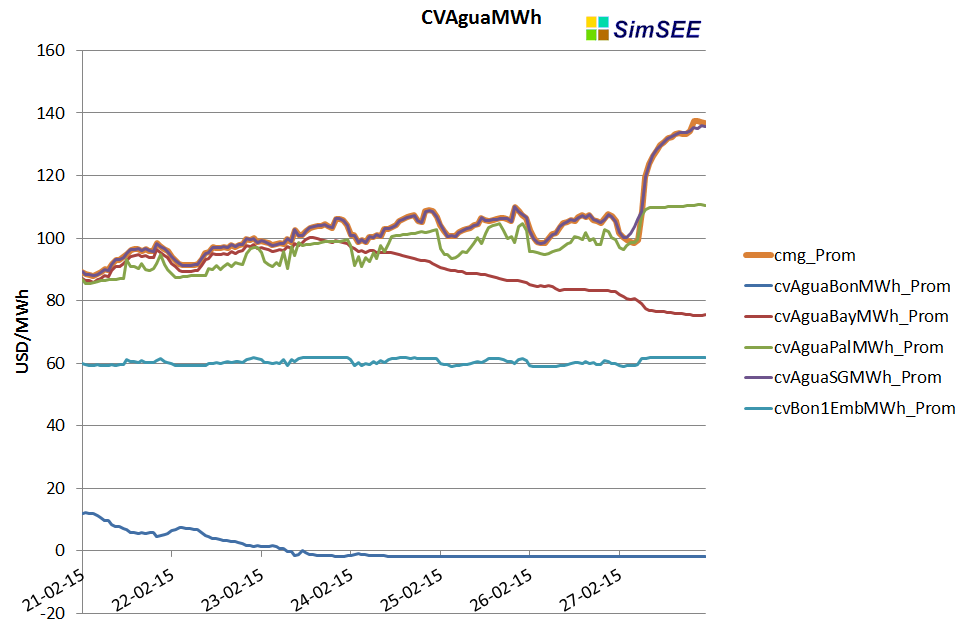 CVAguaMWh
SimSEE
160
140
120
100
80
60
40
20
0
-20
USD/MWh
21-02-15
22-02-15
23-02-15
24-02-15
25-02-15
26-02-15
27-02-15
cmg_Prom
cvAguaBonMWh_Prom
cvAguaBayMWh_Prom
cvAguaPalMWh_Prom
cvAguaSGMWh_Prom
cvBon1EmbMWh_Prom